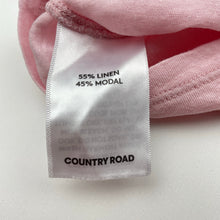 55% LINEN
45% MODAL
COUNTRY ROAD